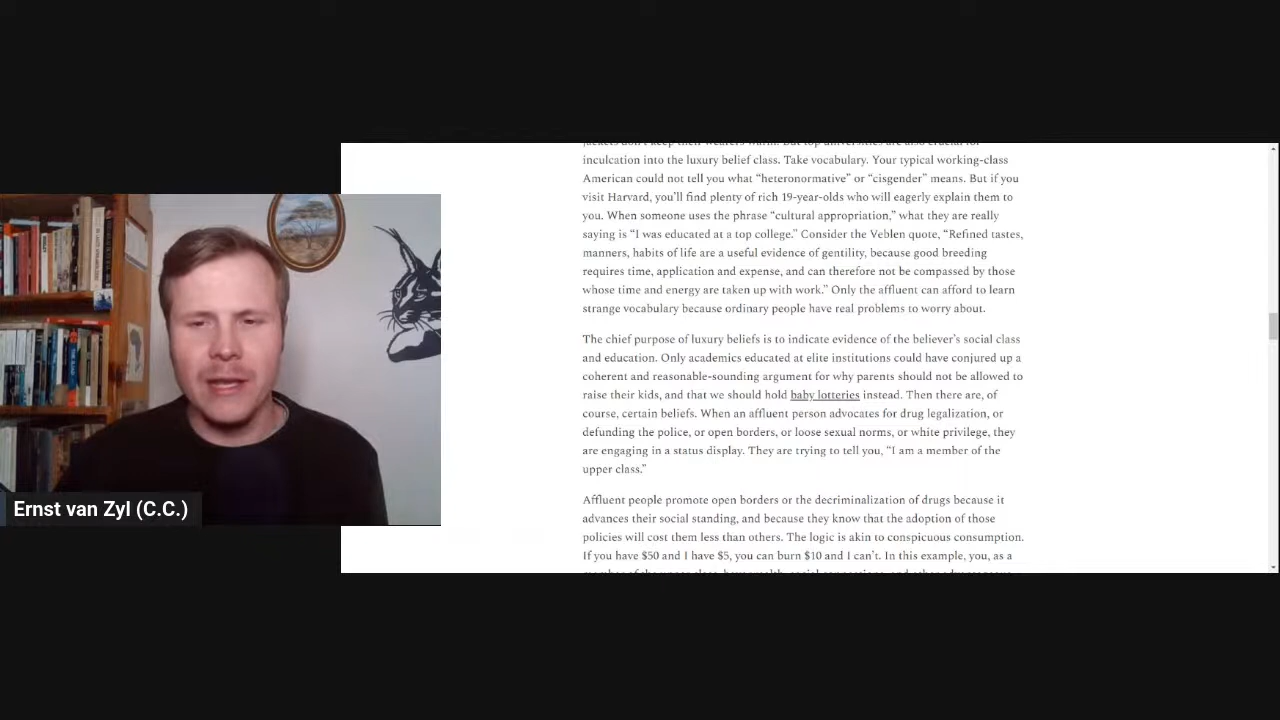 jackets don't keep their wearers warm. But top universities are also crucial for
inculcation into the luxury belief class. Take vocabulary. Your typical working-class
American could not tell you what “heteronormative” or “cisgender” means. But if you
visit Harvard, you'll find plenty of rich 19-year-olds who will eagerly explain them to
you. When someone uses the phrase “cultural appropriation,” what they are really
saying is “I was educated at a top college.” Consider the Veblen quote, “Refined tastes,
manners, habits of life are a useful evidence of gentility, because good breeding
requires time, application and expense, and can therefore not be compassed by those
whose time and energy are taken up with work.” Only the affluent can afford to learn
strange vocabulary because ordinary people have real problems to worry about.
The chief purpose of luxury beliefs is to indicate evidence of the believer's social class
and education. Only academics educated at elite institutions could have conjured up a
coherent and reasonable-sounding argument for why parents should not be allowed to
raise their kids, and that we should hold baby lotteries instead. Then there are, of
course, certain beliefs. When an affluent person advocates for drug legalization, or
defunding the police, or open borders, or loose sexual norms, or white privilege, they
are engaging in a status display. They are trying to tell you, “I am a member of the
upper class.”
Affluent people promote open borders or the decriminalization of drugs because it
advances their social standing, and because they know that the adoption of those
policies will cost them less than others. The logic is akin to conspicuous consumption.
If you have $50 and I have $5, you can burn $10 and I can't. In this example, you, as a
Ernst van Zyl (C.C.)